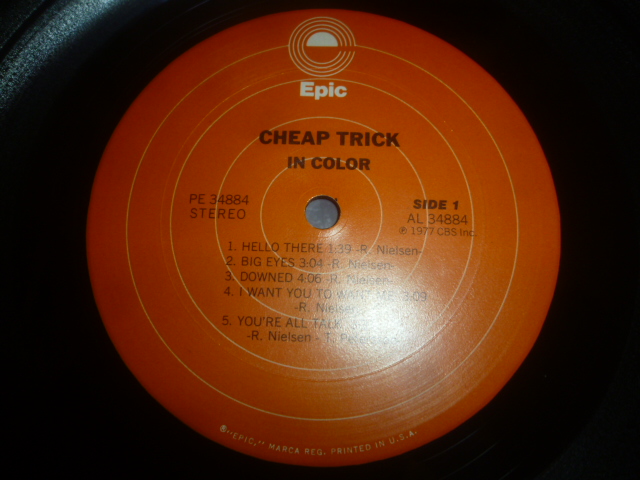 Epic
CHEAP TRICK
IN COLOR
PE 34884
STEREO
SIDE 1
AL 34884
℗ 1977 CBS Inc.
1. HELLO THERE 1:39 -R. Nielsen-
2. BIG EYES 3:04 -R. Nielsen-
3. DOWNED 4:06 -R. Nielsen-
4. I WANT YOU TO WANT ME 3:09
-R. Nielsen
5. YOU'RE ALL TALK
-R. Nielsen - T. Peters
®"EPIC," MARCA REG. PRINTED IN U.S.A.